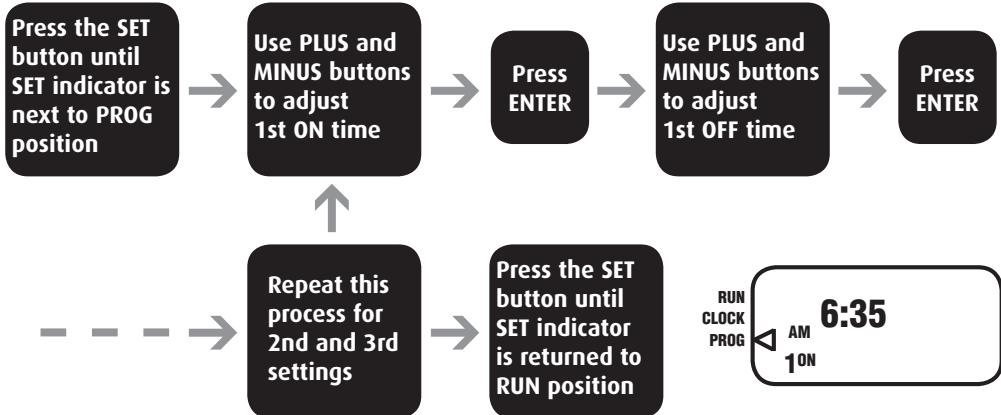 Press the SET
button until
SET indicator is
next to PROG
position
Use PLUS and
MINUS buttons
to adjust
1st ON time
Press
ENTER
Use PLUS and
MINUS buttons
to adjust
1st OFF time
Press
ENTER
Repeat this
process for
2nd and 3rd
settings
Press the SET
button until
SET indicator
is returned to
RUN position
RUN
CLOCK
PROG
AM 6:35
1ON